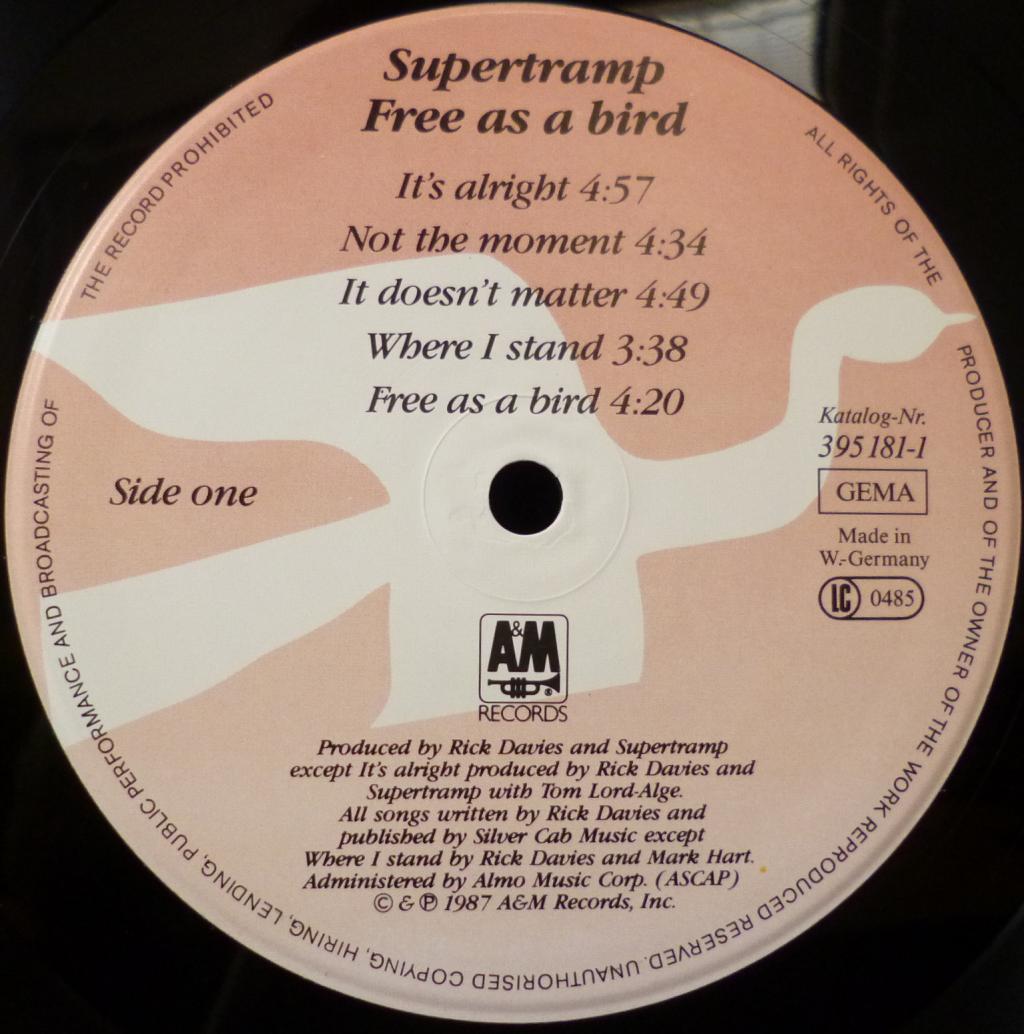 Supertramp
Free as a bird
It's alright 4:57
Not the moment 4:34
It doesn't matter 4:49
Where I stand 3:38
Free as a bird 4:20
Side one
Katalog-Nr.
395 181-1
GEMA
Made in
W.-Germany
LC 0485
A&M
®
RECORDS
Produced by Rick Davies and Supertramp
except It's alright produced by Rick Davies and
Supertramp with Tom Lord-Alge.
All songs written by Rick Davies and
published by Silver Cab Music except
Where I stand by Rick Davies and Mark Hart.
Administered by Almo Music Corp. (ASCAP)
© & ℗ 1987 A&M Records, Inc.
ALL RIGHTS OF THE PRODUCER AND OF THE OWNER OF THE WORK REPRODUCED RESERVED. UNAUTHORISED COPYING, HIRING, LENDING, PUBLIC PERFORMANCE AND BROADCASTING OF THE RECORD PROHIBITED